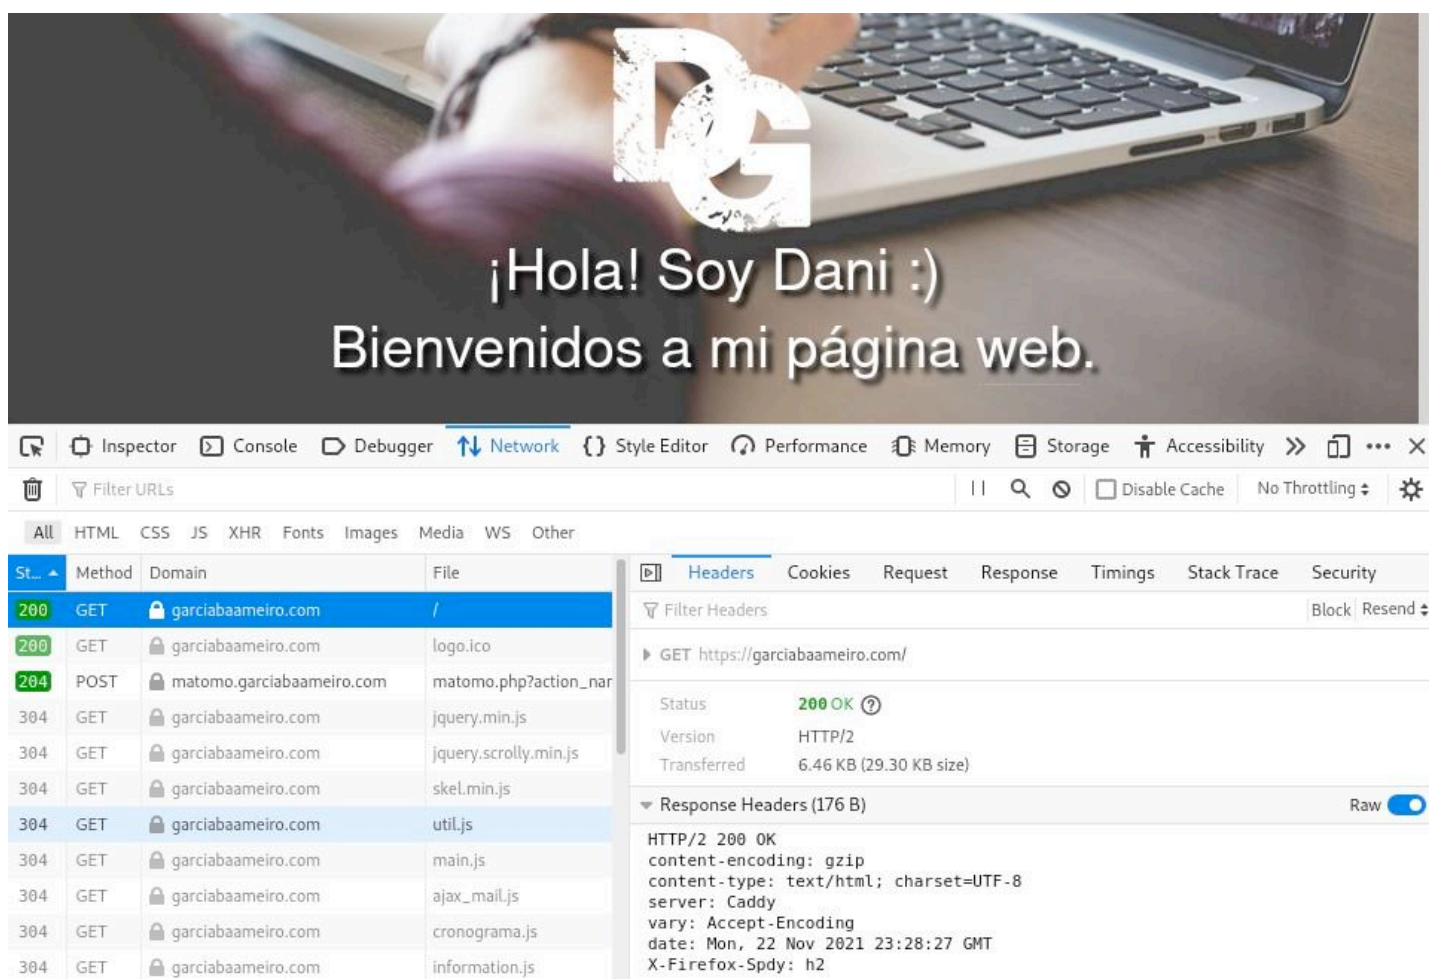 DG
¡Hola! Soy Dani :)
Bienvenidos a mi página web.
Inspector Console Debugger Network {} Style Editor Performance Memory Storage Accessibility
Filter URLs Disable Cache No Throttling
All HTML CSS JS XHR Fonts Images Media WS Other
St... Method Domain File Headers Cookies Request Response Timings Stack Trace Security
200 GET garciabaameiro.com / Filter Headers Block Resend
200 GET garciabaameiro.com logo.ico
GET https://garciabaameiro.com/
204 POST matomo.garciabaameiro.com matomo.php?action_nar
Status 200 OK
304 GET garciabaameiro.com jquery.min.js
Version HTTP/2
304 GET garciabaameiro.com jquery.scrolly.min.js
Transferred 6.46 KB (29.30 KB size)
304 GET garciabaameiro.com skel.min.js
Response Headers (176 B) Raw
304 GET garciabaameiro.com util.js
HTTP/2 200 OK
304 GET garciabaameiro.com main.js
content-encoding: gzip
content-type: text/html; charset=UTF-8
304 GET garciabaameiro.com ajax_mail.js
server: Caddy
vary: Accept-Encoding
304 GET garciabaameiro.com cronograma.js
date: Mon, 22 Nov 2021 23:28:27 GMT
304 GET garciabaameiro.com information.js
X-Firefox-Spdy: h2